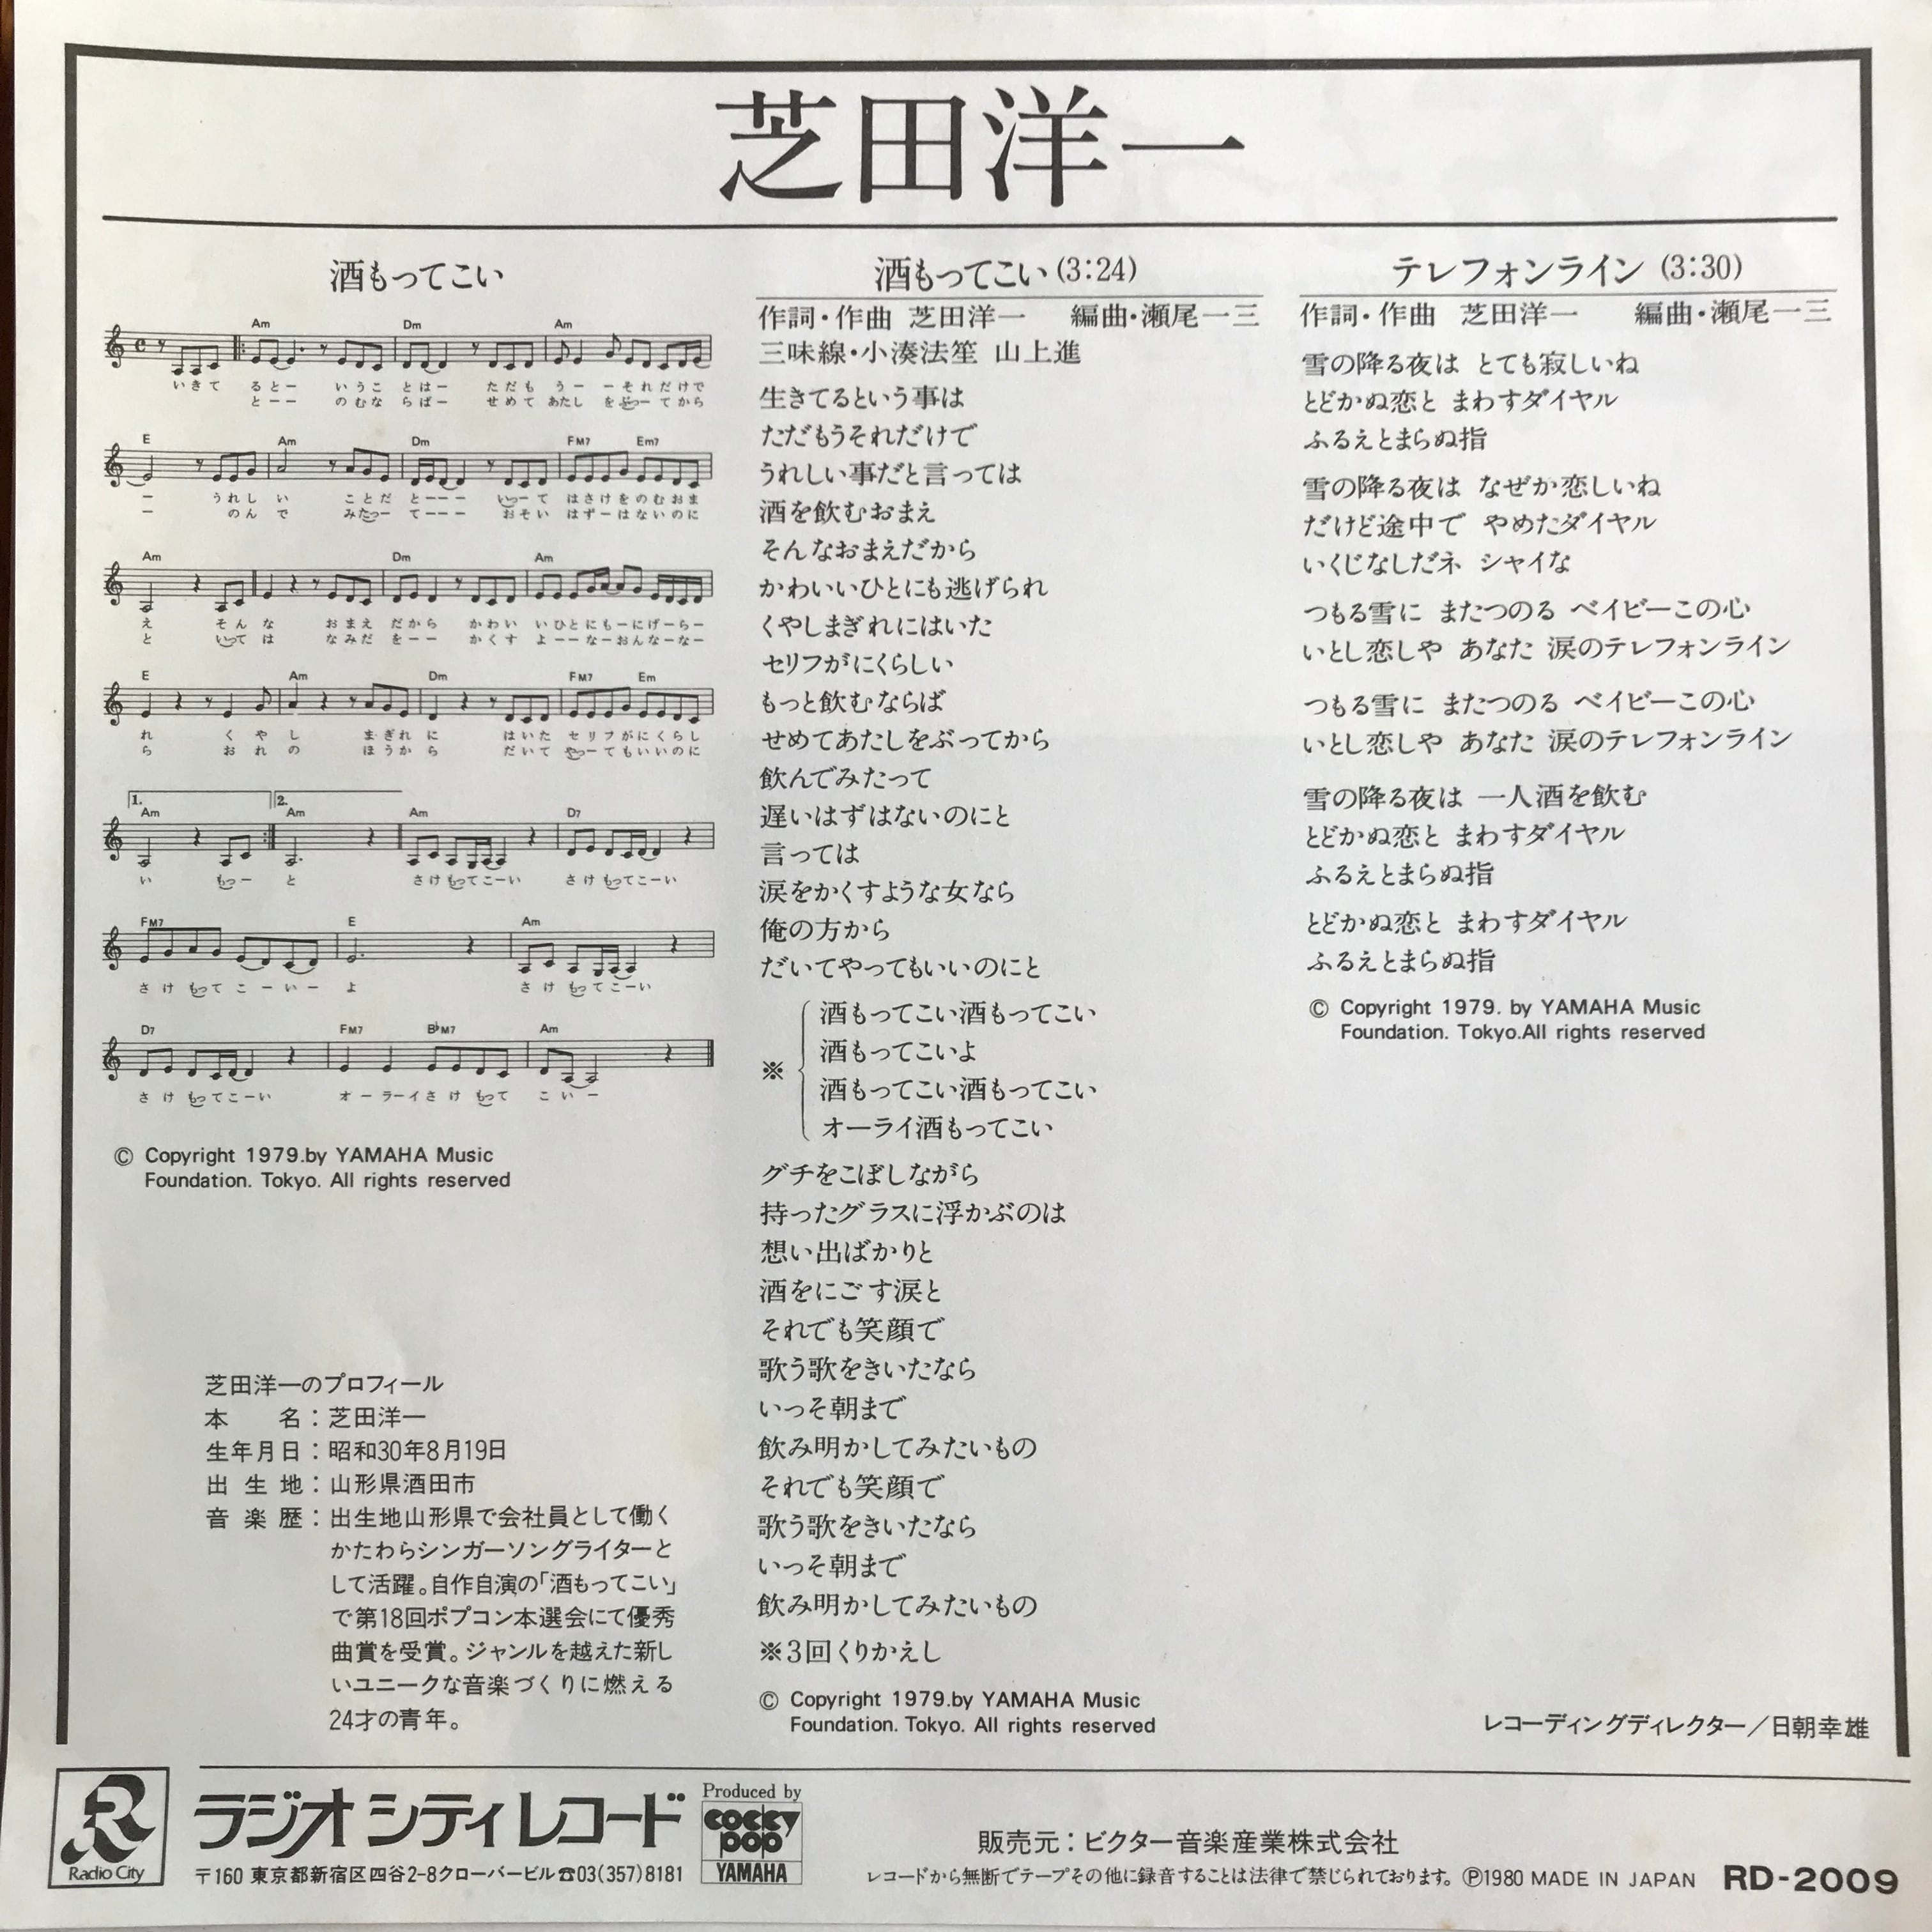 芝田洋一
酒もってこい
Am Dm Am
いきて ると－ いうこ とは－ ただも う－ －それだけで
と－－ のむな らば－ せめて あたし をぶっーてから
E Am Dm FM7 Em7
－ うれし い ことだ と－－－ いって はさけをのむおま
－ のん で みたっー て－－－ おそい はずーはないのに
Am Dm Am
え そんな おまえ だから かわい いひとにもーにげーらー
と いっては なみだ を－－ かくす よ－－なーおんなーなー
E Am Dm FM7 Em
れ くやし まぎれ に はいた セリフがにくらし
ら おれの ほうか ら だいて やっーてもいいのに
1. 2.
Am Am Am D7
い もっー と さけもってこーい さけもってこーい
FM7 E Am
さけもってこーいー よ さけもってこーい
D7 FM7 B♭M7 Am
さけもってこーい オーラーイさけもって こいー
© Copyright 1979.by YAMAHA Music
Foundation. Tokyo. All rights reserved
芝田洋一のプロフィール
本名：芝田洋一
生年月日：昭和30年8月19日
出生地：山形県酒田市
音楽歴：出生地山形県で会社員として働く
かたわらシンガーソングライターと
して活躍。自作自演の「酒もってこい」
で第18回ポプコン本選会にて優秀
曲賞を受賞。ジャンルを越えた新し
いユニークな音楽づくりに燃える
24才の青年。
酒もってこい(3:24)
作詞・作曲 芝田洋一 編曲・瀬尾一三
三味線・小湊法笙 山上進
生きてるという事は
ただもうそれだけで
うれしい事だと言っては
酒を飲むおまえ
そんなおまえだから
かわいいひとにも逃げられ
くやしまぎれにはいた
セリフがにくらしい
もっと飲むならば
せめてあたしをぶってから
飲んでみたって
遅いはずはないのにと
言っては
涙をかくすような女なら
俺の方から
だいてやってもいいのにと
※
酒もってこい酒もってこい
酒もってこいよ
酒もってこい酒もってこい
オーライ酒もってこい
グチをこぼしながら
持ったグラスに浮かぶのは
想い出ばかりと
酒をにごす涙と
それでも笑顔で
歌う歌をきいたなら
いっそ朝まで
飲み明かしてみたいもの
それでも笑顔で
歌う歌をきいたなら
いっそ朝まで
飲み明かしてみたいもの
※3回くりかえし
© Copyright 1979.by YAMAHA Music
Foundation. Tokyo. All rights reserved
テレフォンライン (3:30)
作詞・作曲 芝田洋一 編曲・瀬尾一三
雪の降る夜は とても寂しいね
とどかぬ恋と まわすダイヤル
ふるえとまらぬ指
雪の降る夜は なぜか恋しいね
だけど途中で やめたダイヤル
いくじなしだネ シャイな
つもる雪に またつのる ベイビーこの心
いとし恋しや あなた 涙のテレフォンライン
つもる雪に またつのる ベイビーこの心
いとし恋しや あなた 涙のテレフォンライン
雪の降る夜は 一人酒を飲む
とどかぬ恋と まわすダイヤル
ふるえとまらぬ指
とどかぬ恋と まわすダイヤル
ふるえとまらぬ指
© Copyright 1979. by YAMAHA Music
Foundation. Tokyo.All rights reserved
レコーディングディレクター／日朝幸雄
R
Radio City
ラジオシティレコード
〒160 東京都新宿区四谷2-8クローバービル☎03(357)8181
Produced by
cocky
pop
YAMAHA
販売元：ビクター音楽産業株式会社
レコードから無断でテープその他に録音することは法律で禁じられております。 Ⓟ1980 MADE IN JAPAN RD-2009